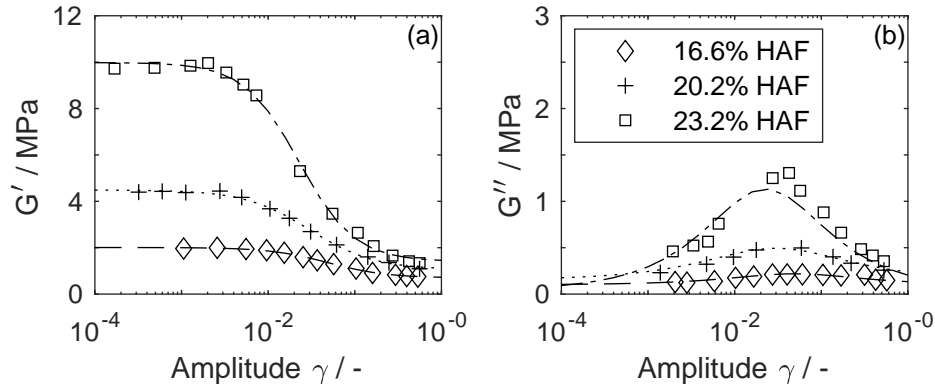 12
8
4
0
10-4
10-2
10-0
G′ / MPa
Amplitude γ / -
(a)
3
2
1
0
10-4
10-2
10-0
G″ / MPa
Amplitude γ / -
(b)
16.6% HAF
20.2% HAF
23.2% HAF